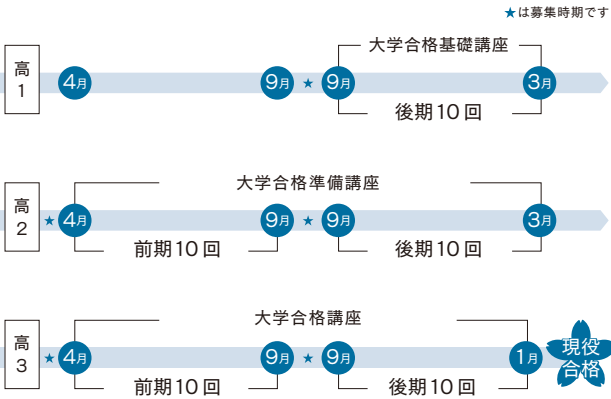 ★は募集時期です
大学合格基礎講座
高1
4月 9月 ★ 9月 3月
後期10回
大学合格準備講座
高2
★ 4月 9月 ★ 9月 3月
前期10回 後期10回
大学合格講座
高3
★ 4月 9月 ★ 9月 1月
現役
合格
前期10回 後期10回